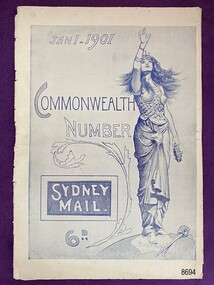 JAN 1 - 1901
COMMONWEALTH
NUMBER
SYDNEY
MAIL.
6D
8694